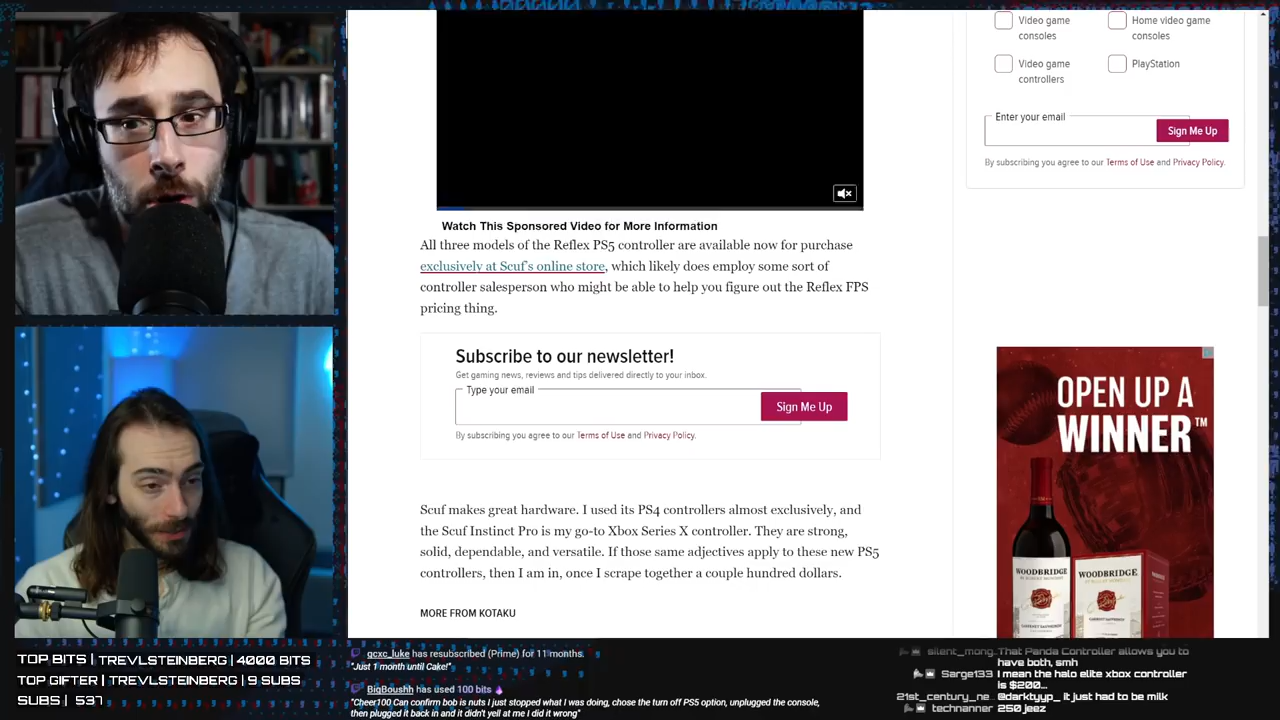 Video game
consoles
Home video game
consoles
Video game
controllers
PlayStation
Enter your email
Sign Me Up
By subscribing you agree to our Terms of Use and Privacy Policy.
Watch This Sponsored Video for More Information
All three models of the Reflex PS5 controller are available now for purchase
exclusively at Scuf's online store, which likely does employ some sort of
controller salesperson who might be able to help you figure out the Reflex FPS
pricing thing.
Subscribe to our newsletter!
Get gaming news, reviews and tips delivered directly to your inbox.
Type your email
Sign Me Up
By subscribing you agree to our Terms of Use and Privacy Policy.
OPEN UP A
WINNER™
WOODBRIDGE
WOODBRIDGE
Scuf makes great hardware. I used its PS4 controllers almost exclusively, and
the Scuf Instinct Pro is my go-to Xbox Series X controller. They are strong,
solid, dependable, and versatile. If those same adjectives apply to these new PS5
controllers, then I am in, once I scrape together a couple hundred dollars.
MORE FROM KOTAKU
TOP BITS | TREVLSTEINBERG | 4000 BITS
TOP GIFTER | TREVLSTEINBERG | 9 SUBS
SUBS | 537
gcxc_luke has resubscribed (Prime) for 11 months.
"Just 1 month until Cake!"
BigBoushh has used 100 bits
"Cheer100 Can confirm bob is nuts I just stopped what I was doing, chose the turn off PS5 option, unplugged the console,
then plugged it back in and it didn't yell at me i did it wrong"
silent_mong... That Panda Controller allows you to
have both, smh
Sarge133 I mean the halo elite xbox controller
is $200...
21st_century_ne... @darktyyp_ it just had to be milk
technanner 250 jeez